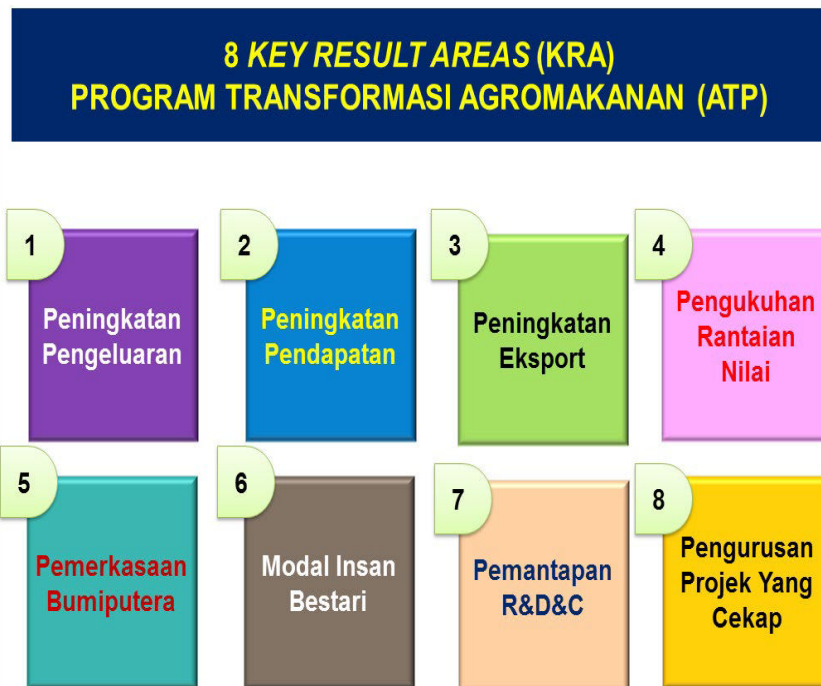 8 KEY RESULT AREAS (KRA)
PROGRAM TRANSFORMASI AGROMAKANAN (ATP)
1
Peningkatan
Pengeluaran
2
Peningkatan
Pendapatan
3
Peningkatan
Eksport
4
Pengukuhan
Rantaian
Nilai
5
Pemerkasaan
Bumiputera
6
Modal Insan
Bestari
7
Pemantapan
R&D&C
8
Pengurusan
Projek Yang
Cekap